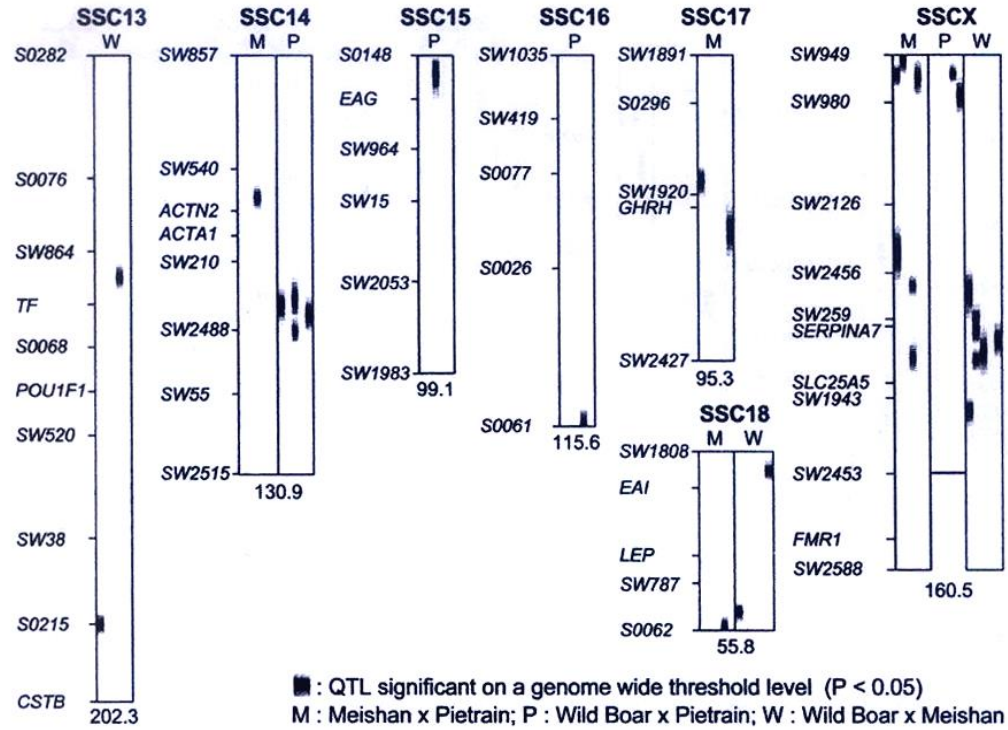 SSC13
W
S0282
S0076
SW864
TF
S0068
POU1F1
SW520
SW38
S0215
CSTB
202.3
SSC14
M P
SW857
SW540
ACTN2
ACTA1
SW210
SW2488
SW55
SW2515
130.9
SSC15
P
S0148
EAG
SW964
SW15
SW2053
SW1983
99.1
SSC16
P
SW1035
SW419
S0077
S0026
S0061
115.6
SSC17
M
SW1891
S0296
SW1920
GHRH
SW2427
95.3
SSC18
M W
SW1808
EAI
LEP
SW787
S0062
55.8
SSCX
M P W
SW949
SW980
SW2126
SW2456
SW259
SERPINA7
SLC25A5
SW1943
SW2453
FMR1
SW2588
160.5
: QTL significant on a genome wide threshold level (P < 0.05)
M : Meishan x Pietrain; P : Wild Boar x Pietrain; W : Wild Boar x Meishan